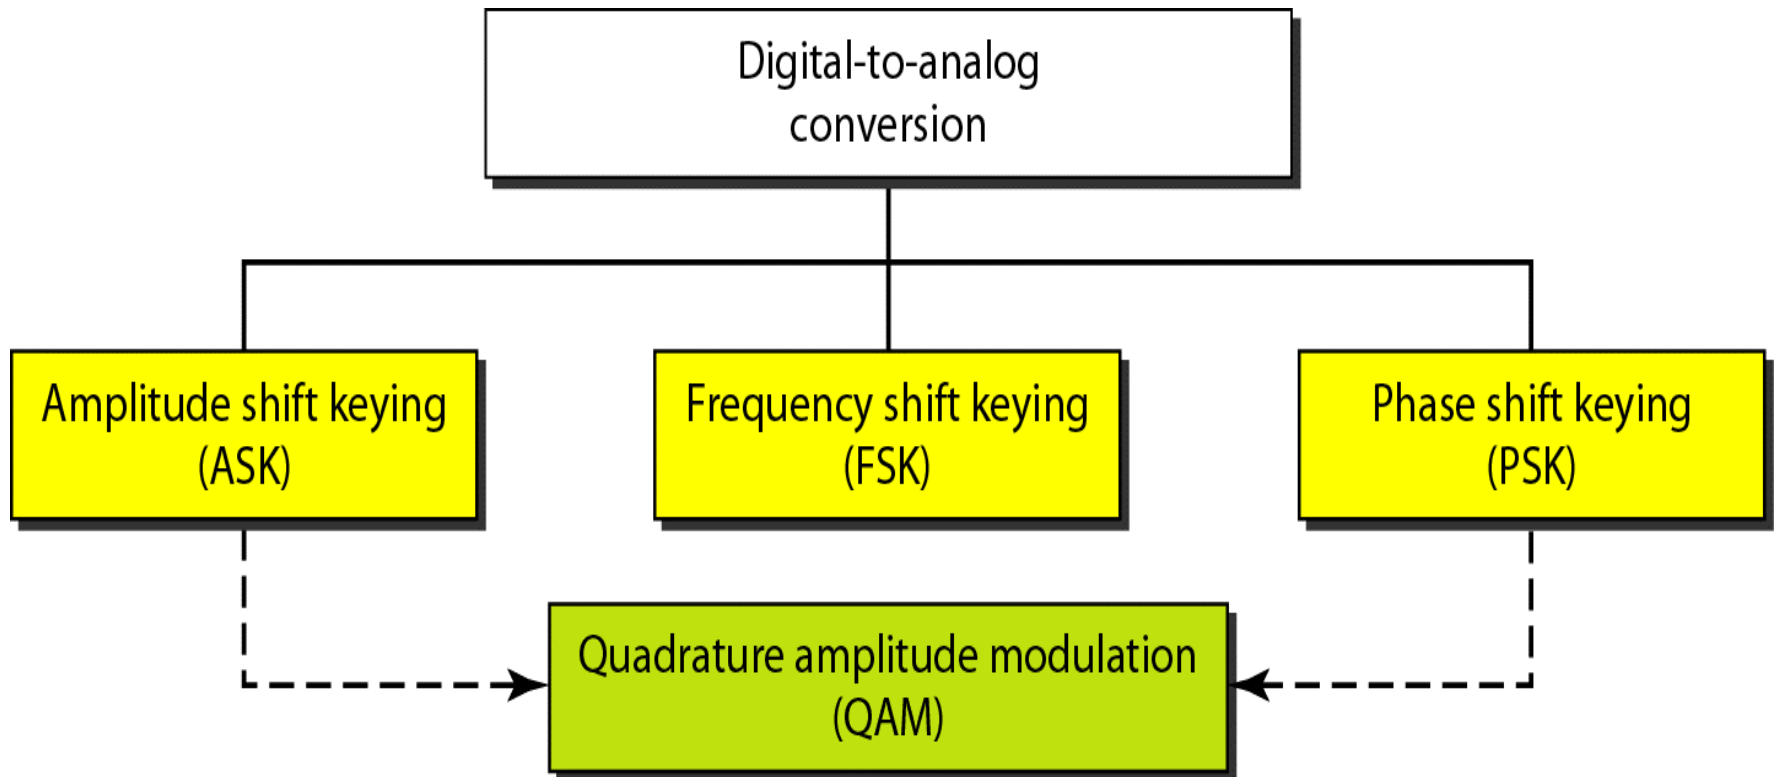 Digital-to-analog
conversion
Amplitude shift keying
(ASK)
Frequency shift keying
(FSK)
Phase shift keying
(PSK)
Quadrature amplitude modulation
(QAM)